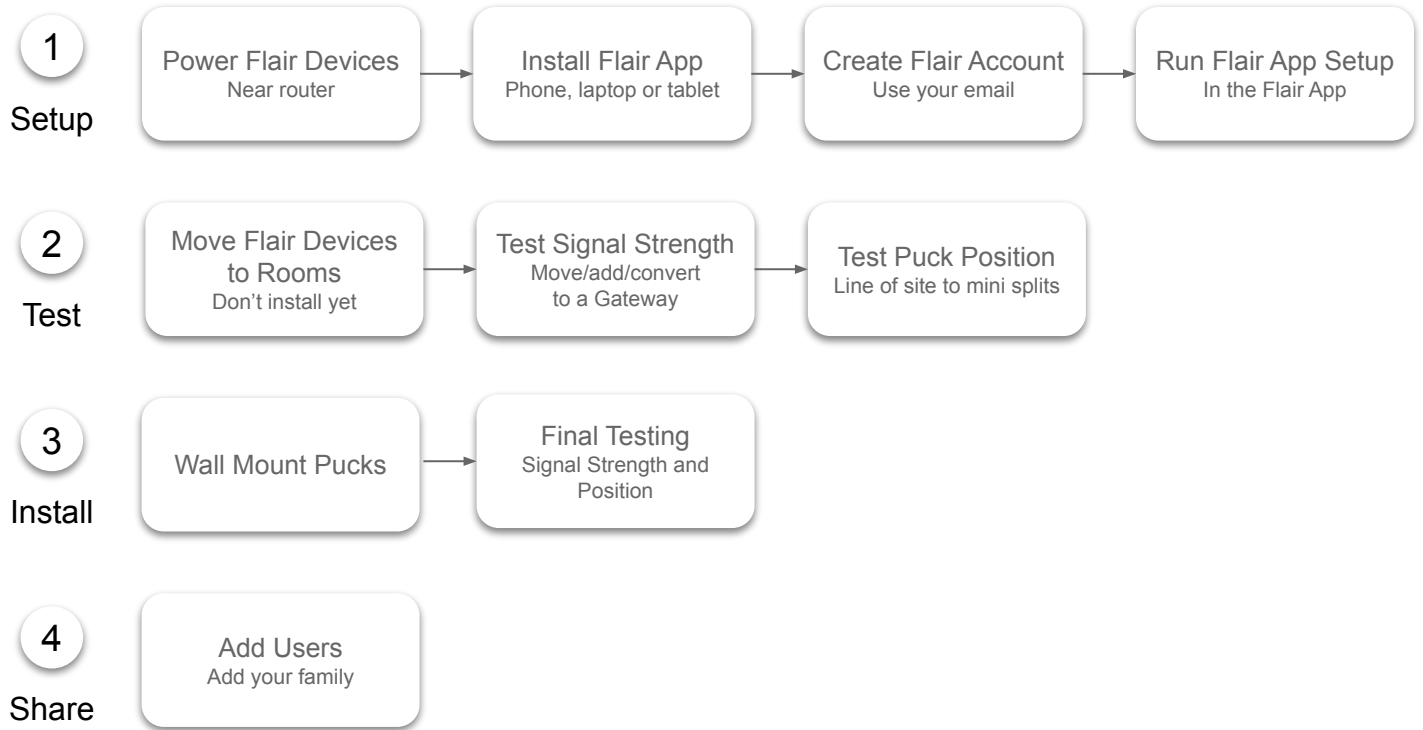 1
Setup
Power Flair Devices
Near router
Install Flair App
Phone, laptop or tablet
Create Flair Account
Use your email
Run Flair App Setup
In the Flair App
2
Test
Move Flair Devices
to Rooms
Don't install yet
Test Signal Strength
Move/add/convert
to a Gateway
Test Puck Position
Line of site to mini splits
3
Install
Wall Mount Pucks
Final Testing
Signal Strength and
Position
4
Share
Add Users
Add your family